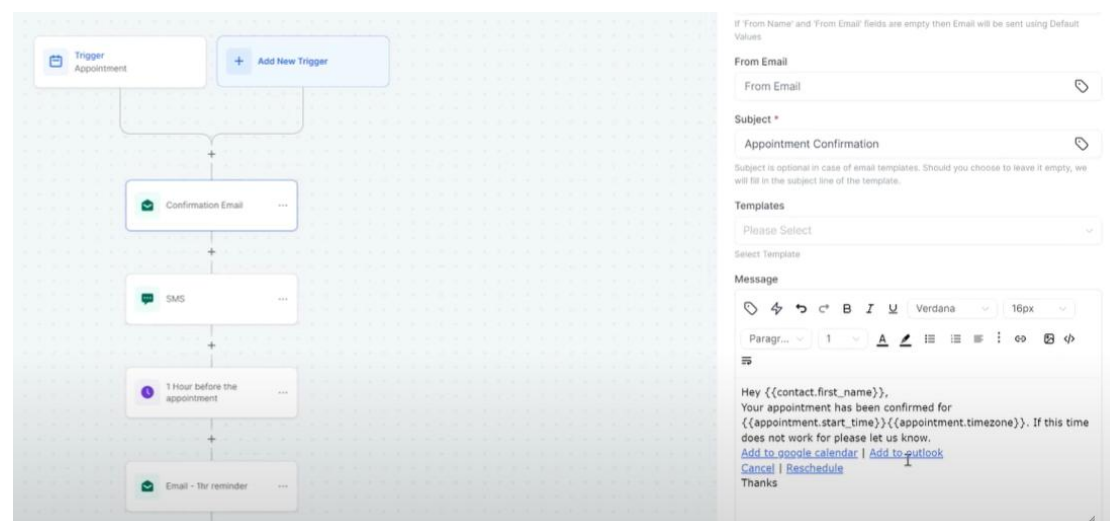 Trigger
Appointment
Add New Trigger
Confirmation Email
SMS
1 Hour before the
appointment
Email - 1hr reminder
If 'From Name' and 'From Email' fields are empty then Email will be sent using Default
Values
From Email
From Email
Subject *
Appointment Confirmation
Subject is optional in case of email templates. Should you choose to leave it empty, we
will fill in the subject line of the template.
Templates
Please Select
Select Template
Message
B I U Verdana 16px
Paragr... 1 A
Hey {{contact.first_name}},
Your appointment has been confirmed for
{{appointment.start_time}}{{appointment.timezone}}. If this time
does not work for please let us know.
Add to google calendar | Add to outlook
Cancel | Reschedule
Thanks